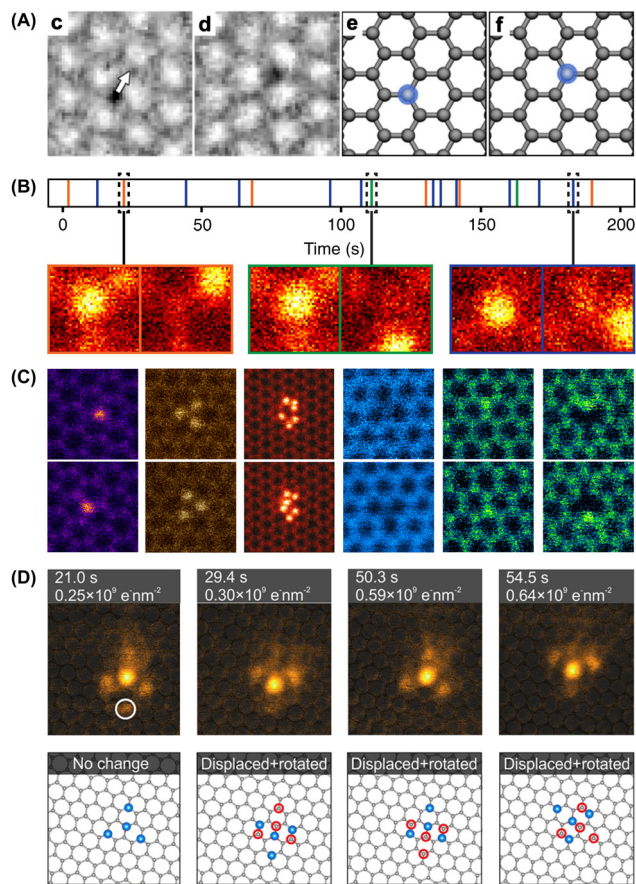 (A)
c
d
e
f
(B)
0
50
100
150
200
Time (s)
(C)
(D)
21.0 s
0.25×10⁹ e⁻nm⁻²
29.4 s
0.30×10⁹ e⁻nm⁻²
50.3 s
0.59×10⁹ e⁻nm⁻²
54.5 s
0.64×10⁹ e⁻nm⁻²
No change
Displaced+rotated
Displaced+rotated
Displaced+rotated